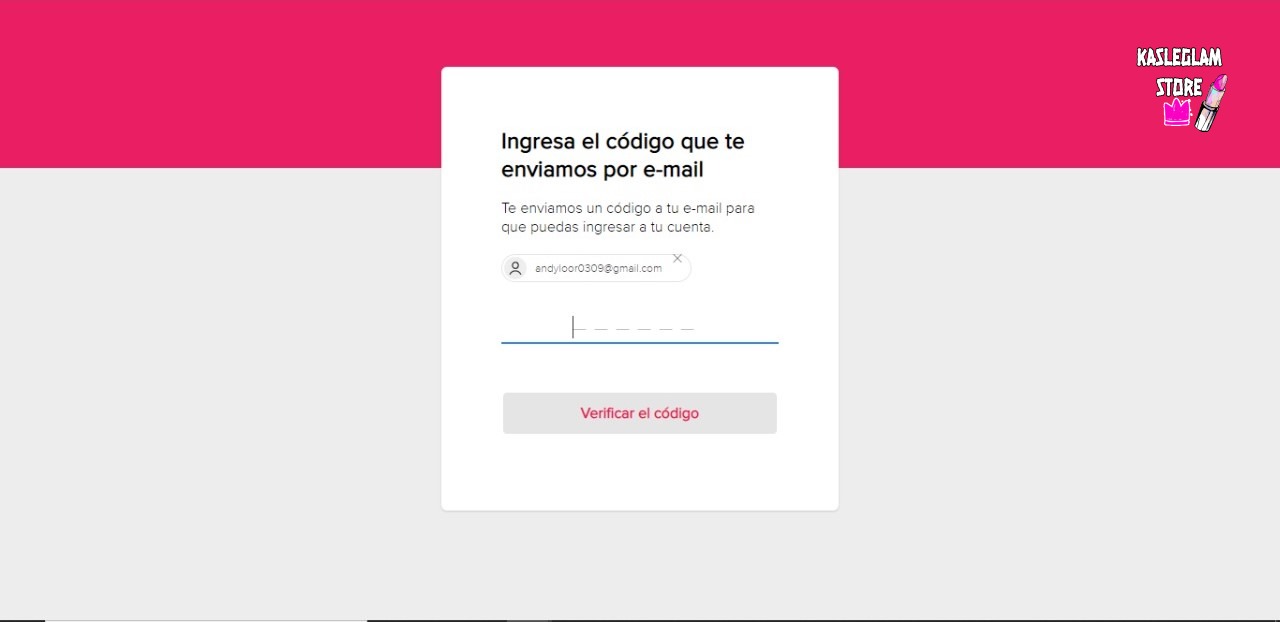 KASLEGLAM
STORE
Ingresa el código que te
enviamos por e-mail
Te enviamos un código a tu e-mail para
que puedas ingresar a tu cuenta.
andyloor0309@gmail.com
Verificar el código